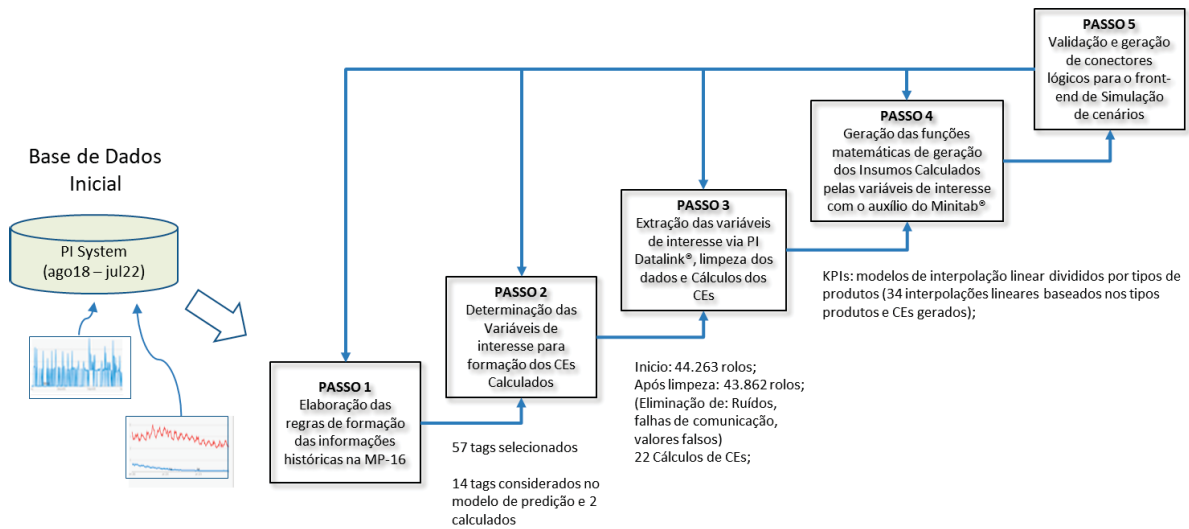 Base de Dados
Inicial
PI System
(ago18 – jul22)
PASSO 1
Elaboração das
regras de formação
das informações
históricas na MP-16
PASSO 2
Determinação das
Variáveis de
interesse para
formação dos CEs
Calculados
57 tags selecionados
14 tags considerados no
modelo de predição e 2
calculados
PASSO 3
Extração das variáveis
de interesse via PI
Datalink®, limpeza dos
dados e Cálculos dos
CEs
Inicio: 44.263 rolos;
Após limpeza: 43.862 rolos;
(Eliminação de: Ruídos,
falhas de comunicação,
valores falsos)
22 Cálculos de CEs;
PASSO 4
Geração das funções
matemáticas de geração
dos Insumos Calculados
pelas variáveis de interesse
com o auxílio do Minitab®
KPIs: modelos de interpolação linear divididos por tipos de
produtos (34 interpolações lineares baseados nos tipos
produtos e CEs gerados);
PASSO 5
Validação e geração
de conectores
lógicos para o front-
end de Simulação
de cenários